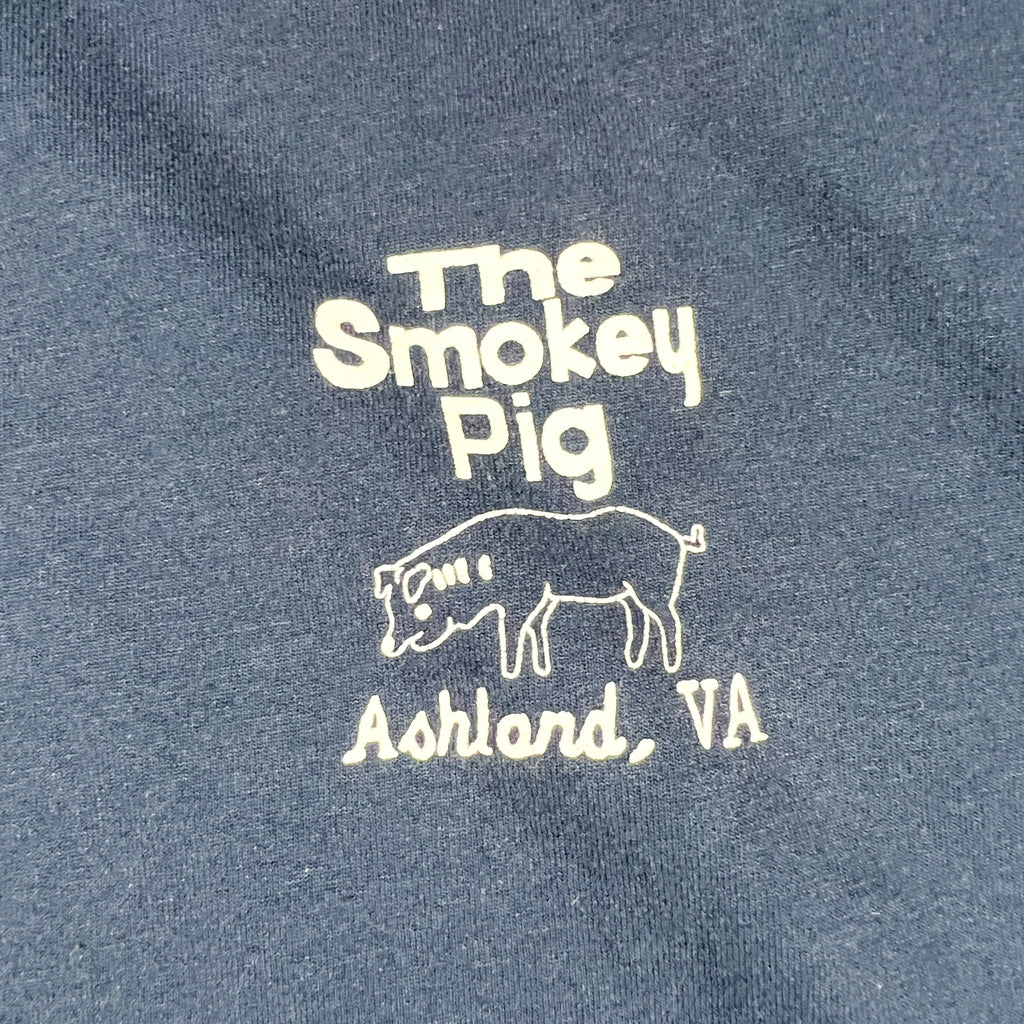 The
Smokey
Pig
Ashland, VA